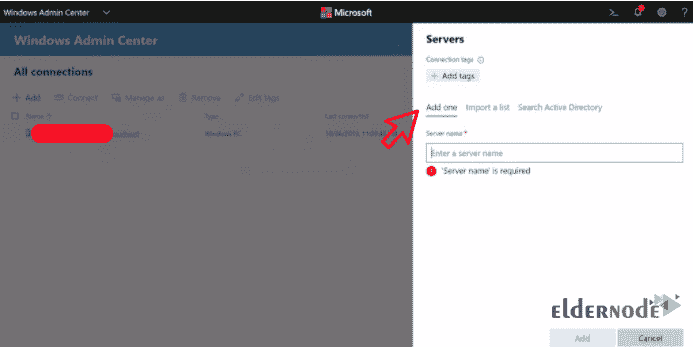 Windows Admin Center
Microsoft
Windows Admin Center
All connections
Add Connect Manage as Remove Edit tags
Name Type Last connected
Windows PC
Servers
Connection tags
Add tags
Add one Import a list Search Active Directory
Server name *
Enter a server name
'Server name' is required
ELDERNODE
Add Cancel